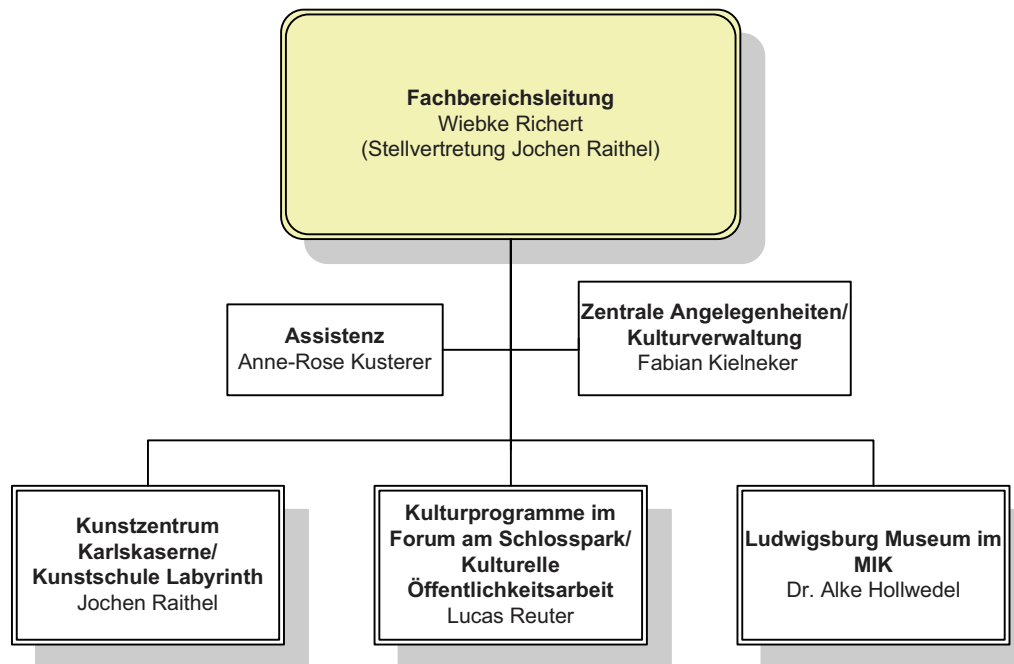 Fachbereichsleitung
Wiebke Richert
(Stellvertretung Jochen Raithel)
Assistenz
Anne-Rose Kusterer
Zentrale Angelegenheiten/
Kulturverwaltung
Fabian Kielneker
Kunstzentrum
Karlskaserne/
Kunstschule Labyrinth
Jochen Raithel
Kulturprogramme im
Forum am Schlosspark/
Kulturelle
Öffentlichkeitsarbeit
Lucas Reuter
Ludwigsburg Museum im
MIK
Dr. Alke Hollwedel